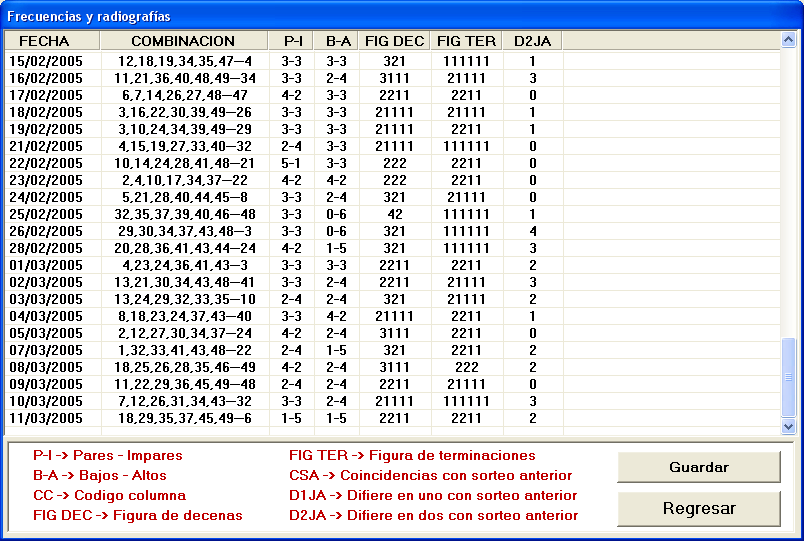 Frecuencias y radiografías
FECHA COMBINACION P-I B-A FIG DEC FIG TER D2JA
15/02/2005 12,18,19,34,35,47—4 3-3 3-3 321 111111 1
16/02/2005 11,21,36,40,48,49—34 3-3 2-4 3111 21111 3
17/02/2005 6,7,14,26,27,48—47 4-2 3-3 2211 2211 0
18/02/2005 3,16,22,30,39,49—26 3-3 3-3 21111 21111 1
19/02/2005 3,10,24,34,39,49—29 3-3 3-3 21111 2211 1
21/02/2005 4,15,19,27,33,40—32 2-4 3-3 21111 111111 0
22/02/2005 10,14,24,28,41,48—21 5-1 3-3 222 2211 0
23/02/2005 2,4,10,17,34,37—22 4-2 4-2 222 2211 0
24/02/2005 5,21,28,40,44,45—8 3-3 2-4 321 21111 0
25/02/2005 32,35,37,39,40,46—48 3-3 0-6 42 111111 1
26/02/2005 29,30,34,37,43,48—3 3-3 0-6 321 111111 4
28/02/2005 20,28,36,41,43,44—24 4-2 1-5 321 111111 3
01/03/2005 4,23,24,36,41,43—3 3-3 3-3 2211 2211 2
02/03/2005 13,21,30,34,43,48—41 3-3 2-4 2211 21111 3
03/03/2005 13,24,29,32,33,35—10 2-4 2-4 321 21111 2
04/03/2005 8,18,23,24,37,43—40 3-3 4-2 21111 2211 1
05/03/2005 2,12,27,30,34,37—24 4-2 2-4 3111 2211 0
07/03/2005 1,32,33,41,43,48—22 2-4 1-5 321 2211 2
08/03/2005 18,25,26,28,35,46—49 4-2 2-4 3111 222 2
09/03/2005 11,22,29,36,45,49—48 2-4 2-4 2211 21111 0
10/03/2005 7,12,26,31,34,43—32 3-3 2-4 21111 111111 3
11/03/2005 18,29,35,37,45,49—6 1-5 1-5 2211 2211 2
P-I -> Pares - Impares FIG TER -> Figura de terminaciones
B-A -> Bajos - Altos CSA -> Coincidencias con sorteo anterior
CC -> Codigo columna D1JA -> Difiere en uno con sorteo anterior
FIG DEC -> Figura de decenas D2JA -> Difiere en dos con sorteo anterior
Guardar
Regresar